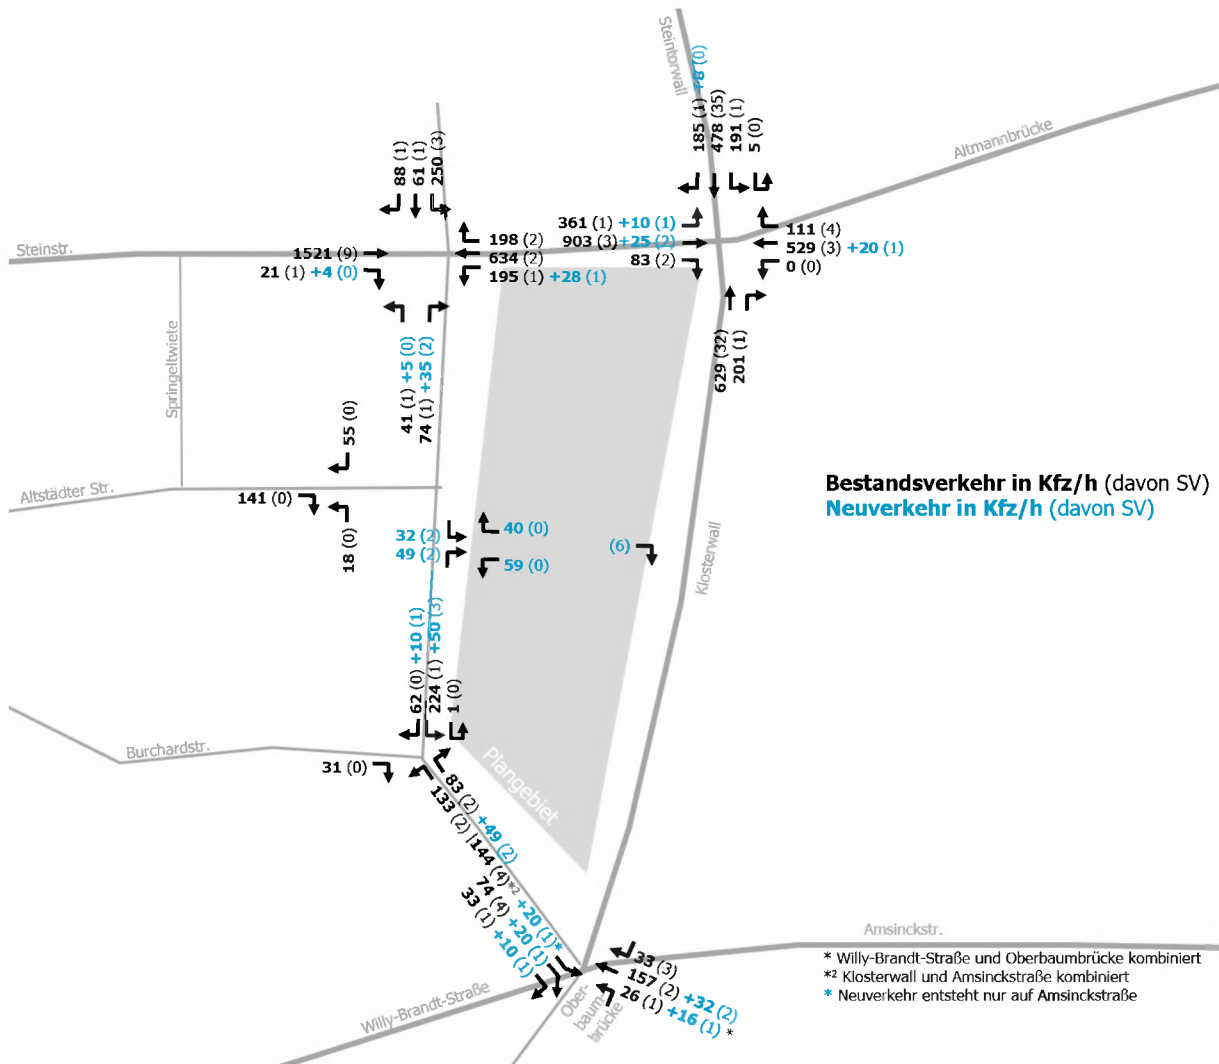 Steintorwall
+8 (0)
185 (1)
478 (35)
191 (1)
5 (0)
Altmannbrücke
88 (1)
61 (1)
250 (3)
361 (1) +10 (1)
903 (3) +25 (2)
83 (2)
111 (4)
529 (3) +20 (1)
0 (0)
Steinstr.
1521 (9)
21 (1) +4 (0)
198 (2)
634 (2)
195 (1) +28 (1)
Springeltwiete
41 (1) +5 (0)
74 (1) +35 (2)
629 (32)
201 (1)
55 (0)
Altstädter Str.
141 (0)
18 (0)
Bestandsverkehr in Kfz/h (davon SV)
Neuverkehr in Kfz/h (davon SV)
32 (2)
49 (2)
40 (0)
59 (0)
(6)
Klosterwall
62 (0) +10 (1)
224 (1) +50 (3)
1 (0)
Burchardstr.
31 (0)
Plangebiet
83 (2) +49 (2)
133 (2) |144 (4)*² +20 (1)*
74 (4) +20 (1)
33 (1) +10 (1)
Amsinckstr.
33 (3)
157 (2) +32 (2)
26 (1) +16 (1) *
Willy-Brandt-Straße
Ober-
baum-
brücke
* Willy-Brandt-Straße und Oberbaumbrücke kombiniert
*² Klosterwall und Amsinckstraße kombiniert
* Neuverkehr entsteht nur auf Amsinckstraße